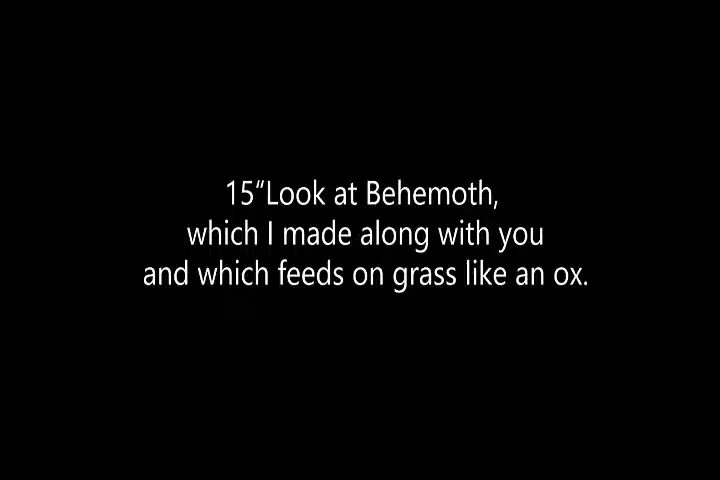 15“Look at Behemoth,
which I made along with you
and which feeds on grass like an ox.